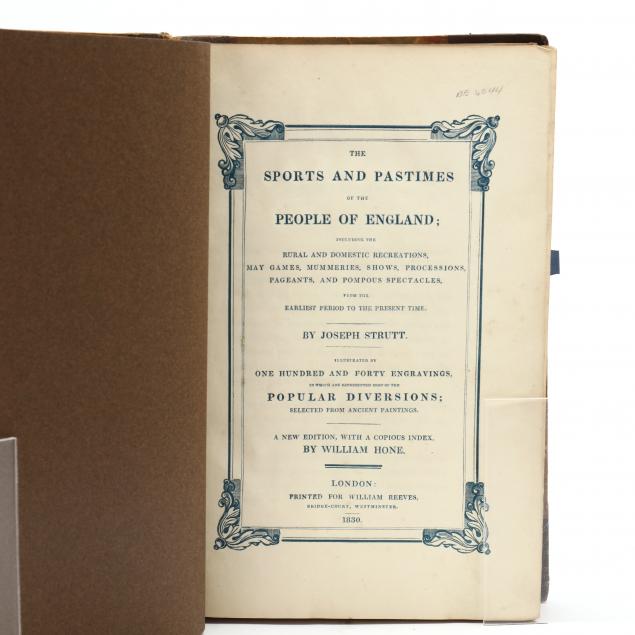 THE
SPORTS AND PASTIMES
OF THE
PEOPLE OF ENGLAND;
INCLUDING THE
RURAL AND DOMESTIC RECREATIONS,
MAY GAMES, MUMMERIES, SHOWS, PROCESSIONS,
PAGEANTS, AND POMPOUS SPECTACLES,
FROM THE
EARLIEST PERIOD TO THE PRESENT TIME.
BY JOSEPH STRUTT.
ILLUSTRATED BY
ONE HUNDRED AND FORTY ENGRAVINGS,
IN WHICH ARE REPRESENTED MOST OF THE
POPULAR DIVERSIONS;
SELECTED FROM ANCIENT PAINTINGS.
A NEW EDITION, WITH A COPIOUS INDEX,
BY WILLIAM HONE.
LONDON:
PRINTED FOR WILLIAM REEVES,
BRIDGE-COURT, WESTMINSTER.
1830.